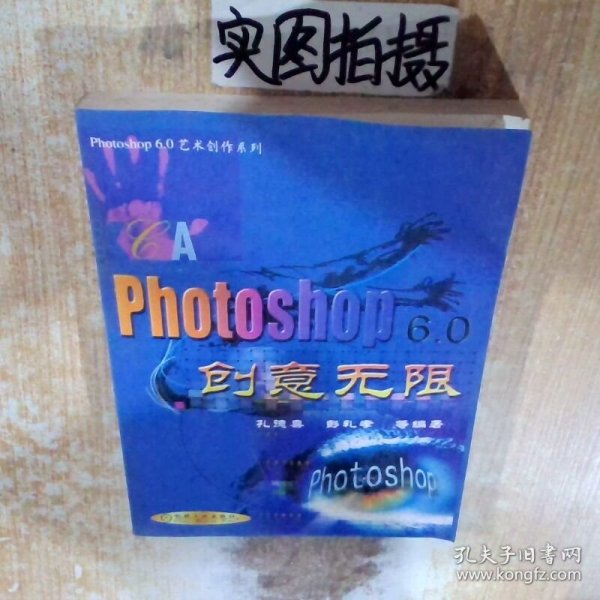 实图拍摄
Photoshop 6.0 艺术创作系列
CA
Photoshop 6.0
创意无限
孔德粤 彭礼孝 等编著
Photoshop
孔夫子旧书网
www.kongfz.com